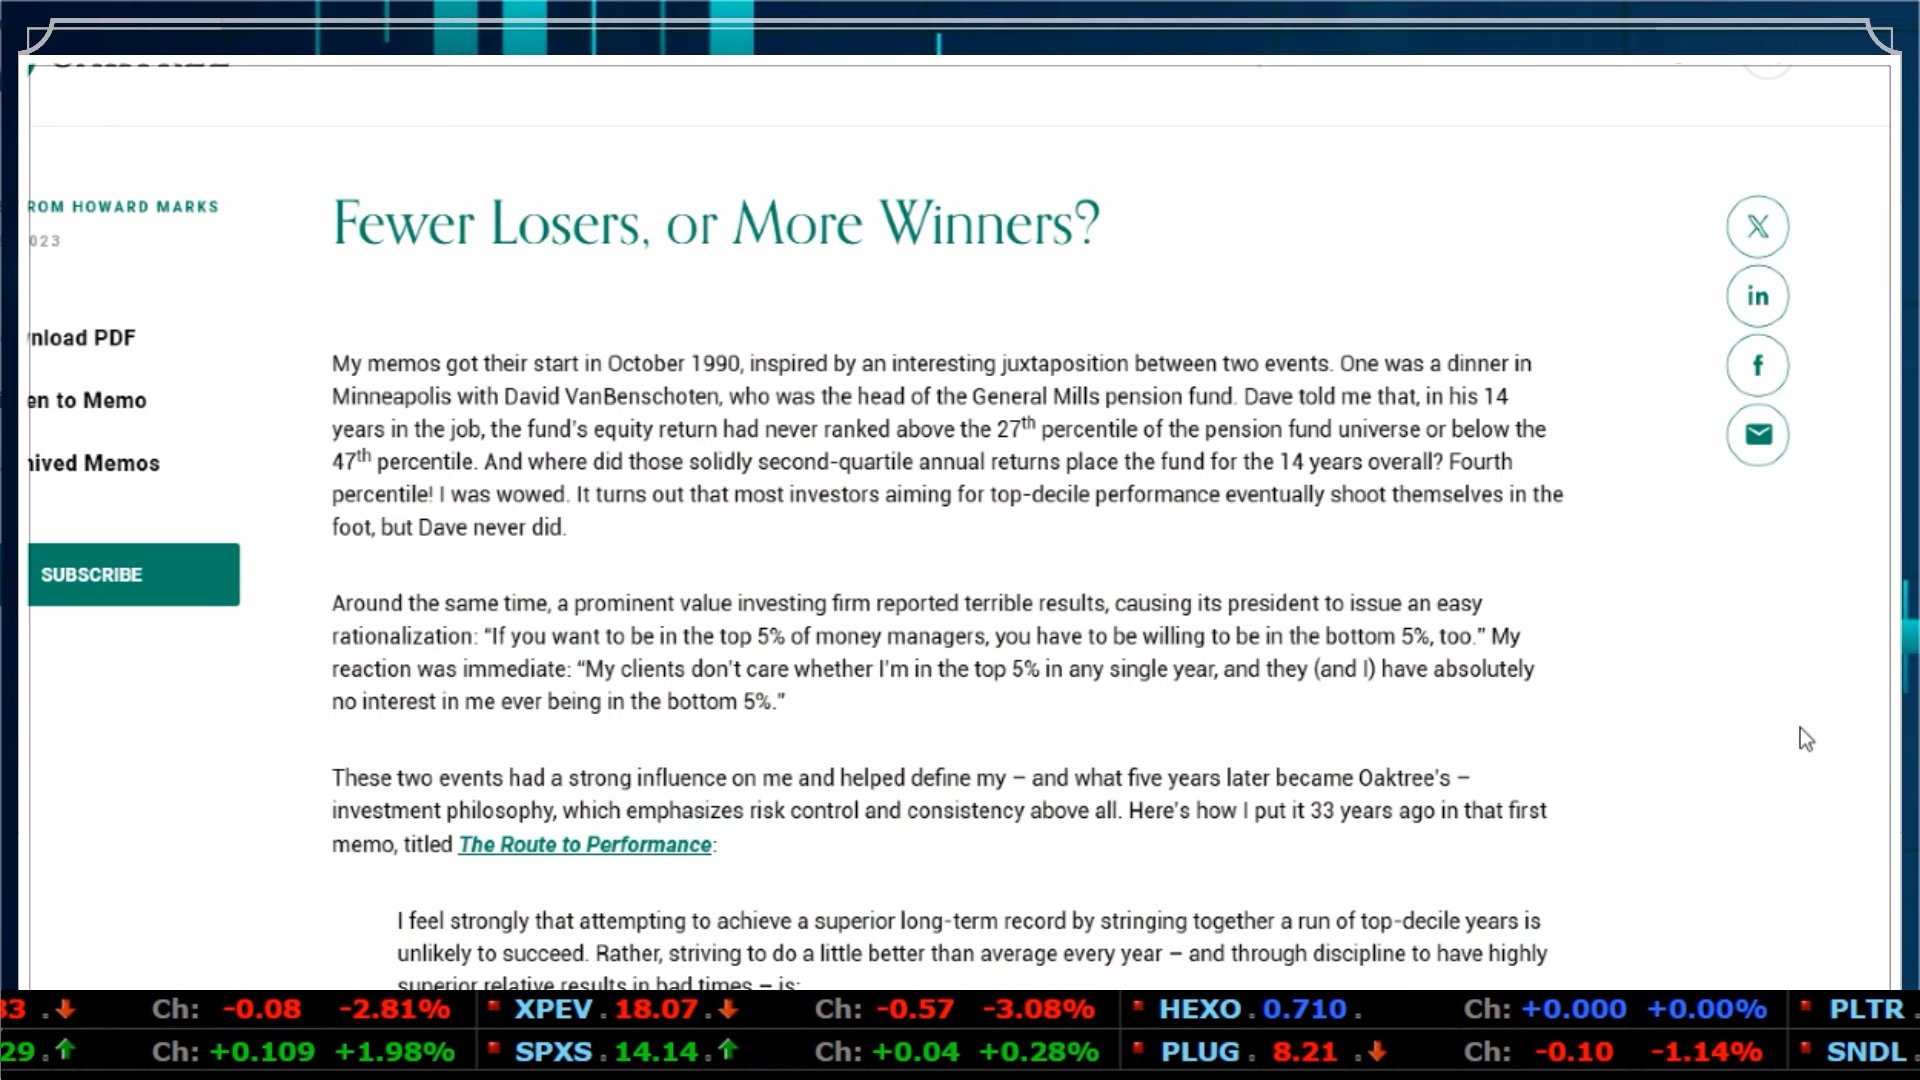 ROM HOWARD MARKS
023
nload PDF
en to Memo
ived Memos
SUBSCRIBE
Fewer Losers, or More Winners?
My memos got their start in October 1990, inspired by an interesting juxtaposition between two events. One was a dinner in
Minneapolis with David VanBenschoten, who was the head of the General Mills pension fund. Dave told me that, in his 14
years in the job, the fund's equity return had never ranked above the 27th percentile of the pension fund universe or below the
47th percentile. And where did those solidly second-quartile annual returns place the fund for the 14 years overall? Fourth
percentile! I was wowed. It turns out that most investors aiming for top-decile performance eventually shoot themselves in the
foot, but Dave never did.
Around the same time, a prominent value investing firm reported terrible results, causing its president to issue an easy
rationalization: “If you want to be in the top 5% of money managers, you have to be willing to be in the bottom 5%, too.” My
reaction was immediate: “My clients don't care whether I'm in the top 5% in any single year, and they (and I) have absolutely
no interest in me ever being in the bottom 5%.”
These two events had a strong influence on me and helped define my – and what five years later became Oaktree's –
investment philosophy, which emphasizes risk control and consistency above all. Here's how I put it 33 years ago in that first
memo, titled The Route to Performance:
I feel strongly that attempting to achieve a superior long-term record by stringing together a run of top-decile years is
unlikely to succeed. Rather, striving to do a little better than average every year – and through discipline to have highly
superior relative results in bad times – is:
33 . Ch: -0.08 -2.81% XPEV . 18.07 . Ch: -0.57 -3.08% HEXO . 0.710 . Ch: +0.000 +0.00% PLTR .
29 . Ch: +0.109 +1.98% SPXS . 14.14 . Ch: +0.04 +0.28% PLUG . 8.21 . Ch: -0.10 -1.14% SNDL .